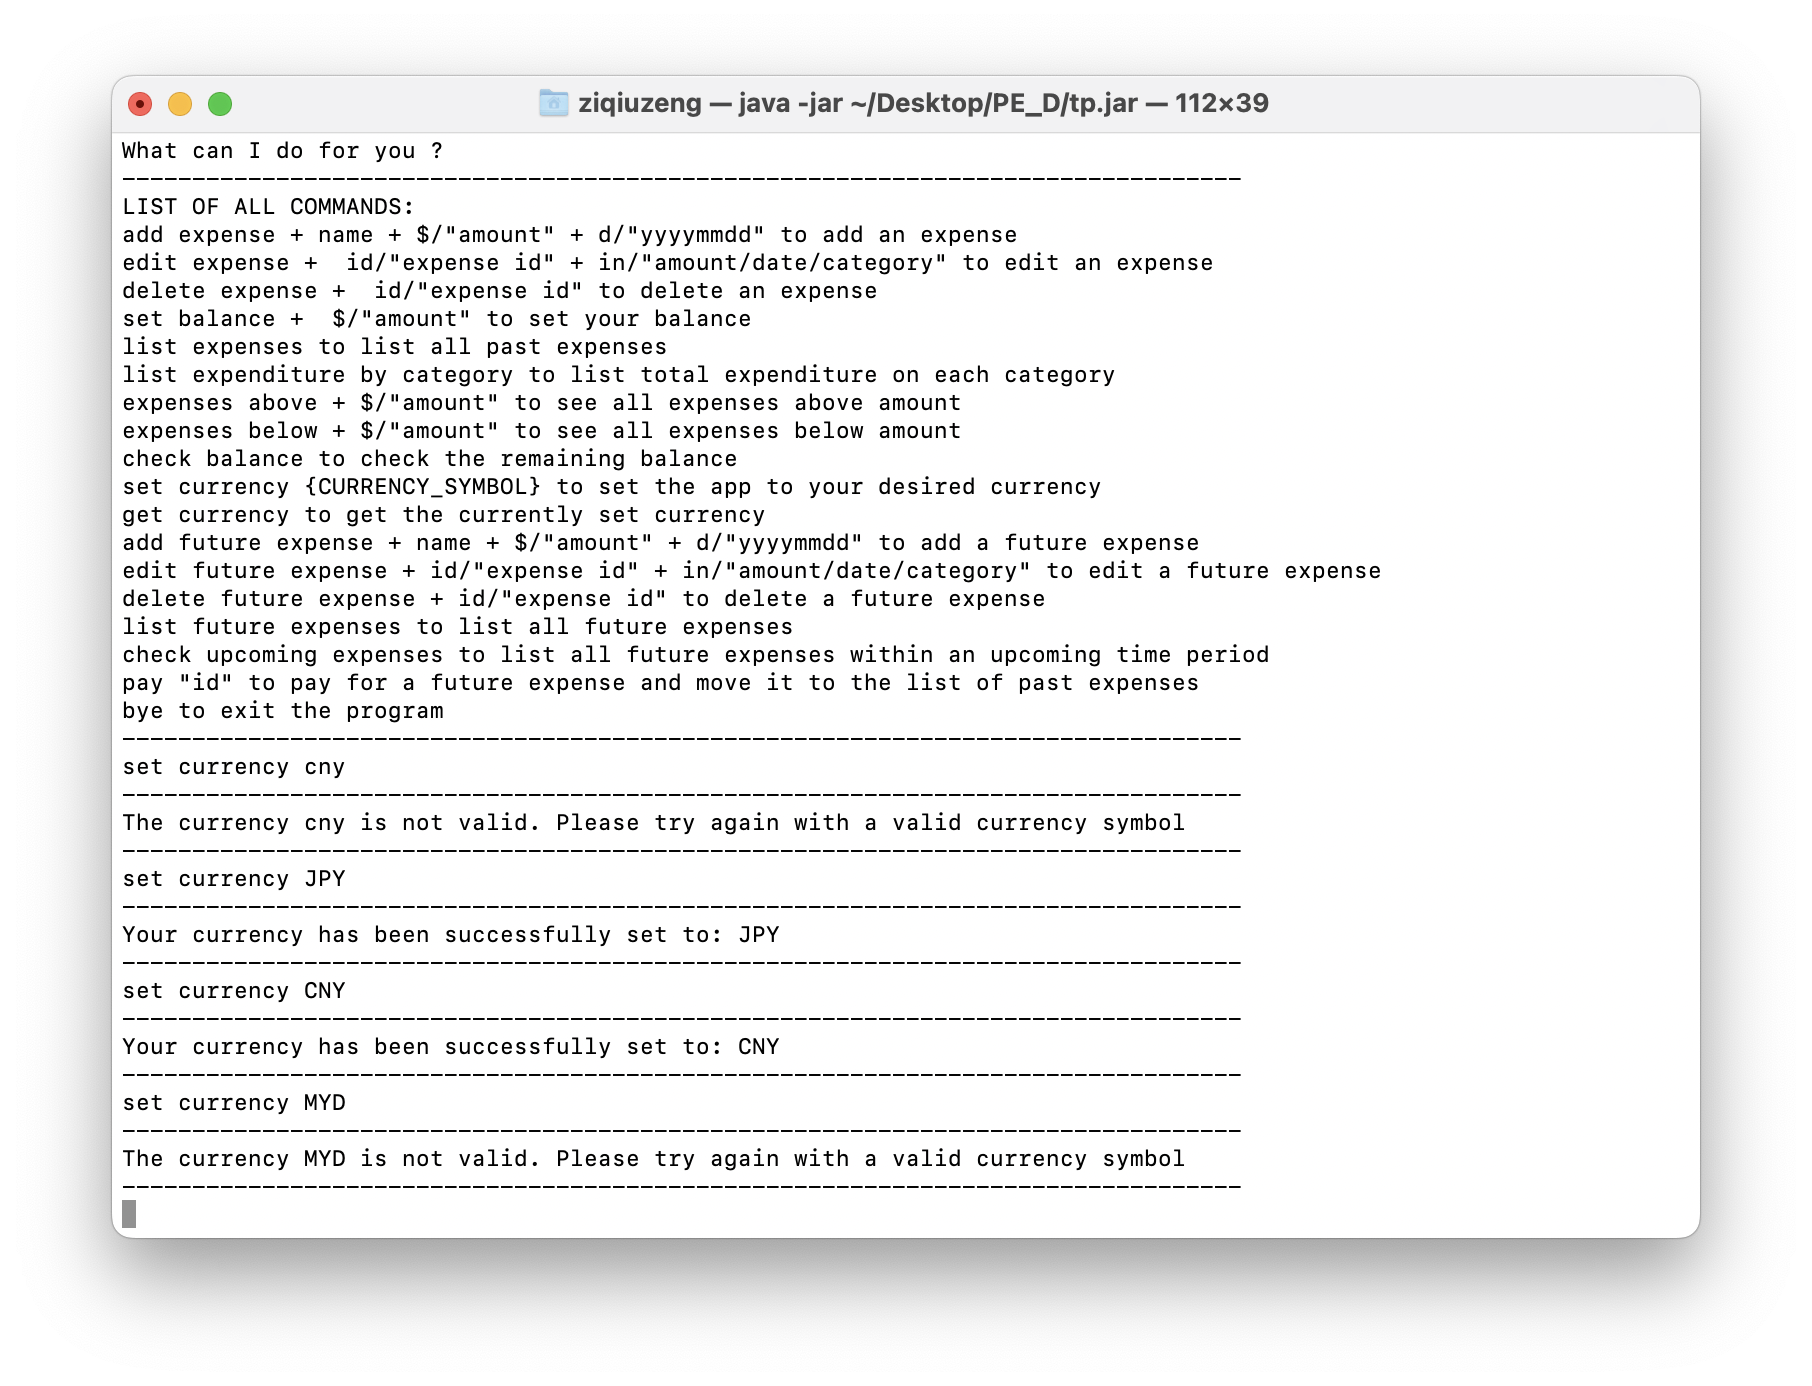 ziqiuzeng — java -jar ~/Desktop/PE_D/tp.jar — 112×39
What can I do for you ?
--------------------------------------------------------------------------------
LIST OF ALL COMMANDS:
add expense + name + $/"amount" + d/"yyyymmdd" to add an expense
edit expense +  id/"expense id" + in/"amount/date/category" to edit an expense
delete expense +  id/"expense id" to delete an expense
set balance +  $/"amount" to set your balance
list expenses to list all past expenses
list expenditure by category to list total expenditure on each category
expenses above + $/"amount" to see all expenses above amount
expenses below + $/"amount" to see all expenses below amount
check balance to check the remaining balance
set currency {CURRENCY_SYMBOL} to set the app to your desired currency
get currency to get the currently set currency
add future expense + name + $/"amount" + d/"yyyymmdd" to add a future expense
edit future expense + id/"expense id" + in/"amount/date/category" to edit a future expense
delete future expense + id/"expense id" to delete a future expense
list future expenses to list all future expenses
check upcoming expenses to list all future expenses within an upcoming time period
pay "id" to pay for a future expense and move it to the list of past expenses
bye to exit the program
--------------------------------------------------------------------------------
set currency cny
--------------------------------------------------------------------------------
The currency cny is not valid. Please try again with a valid currency symbol
--------------------------------------------------------------------------------
set currency JPY
--------------------------------------------------------------------------------
Your currency has been successfully set to: JPY
--------------------------------------------------------------------------------
set currency CNY
--------------------------------------------------------------------------------
Your currency has been successfully set to: CNY
--------------------------------------------------------------------------------
set currency MYD
--------------------------------------------------------------------------------
The currency MYD is not valid. Please try again with a valid currency symbol
--------------------------------------------------------------------------------